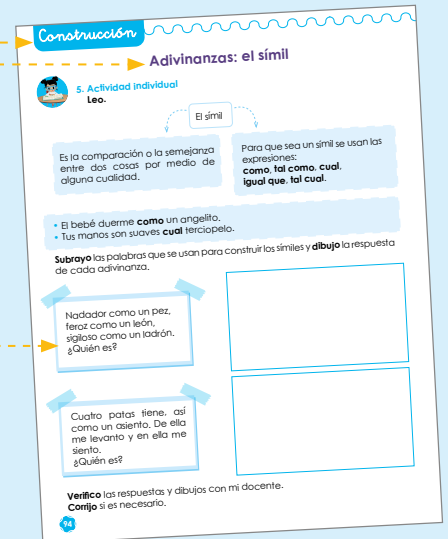 Construcción
Adivinanzas: el símil
5. Actividad individual
Leo.
El símil
Es la comparación o la semejanza
entre dos cosas por medio de
alguna cualidad.
Para que sea un símil se usan las
expresiones:
como, tal como, cual,
igual que, tal cual.
• El bebé duerme como un angelito.
• Tus manos son suaves cual terciopelo.
Subrayo las palabras que se usan para construir los símiles y dibujo la respuesta
de cada adivinanza.
Nadador como un pez,
feroz como un león,
sigiloso como un ladrón.
¿Quién es?
Cuatro patas tiene, así
como un asiento. De ella
me levanto y en ella me
siento.
¿Quién es?
Verifico las respuestas y dibujos con mi docente.
Corrijo si es necesario.
94